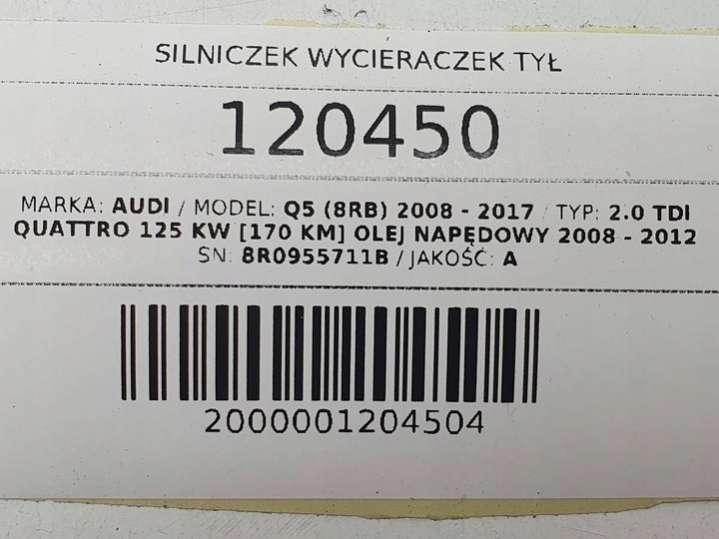 SILNICZEK WYCIERACZEK TYŁ
120450
MARKA: AUDI / MODEL: Q5 (8RB) 2008 - 2017 / TYP: 2.0 TDI
QUATTRO 125 KW [170 KM] OLEJ NAPĘDOWY 2008 - 2012
SN: 8R0955711B / JAKOŚĆ: A
2000001204504